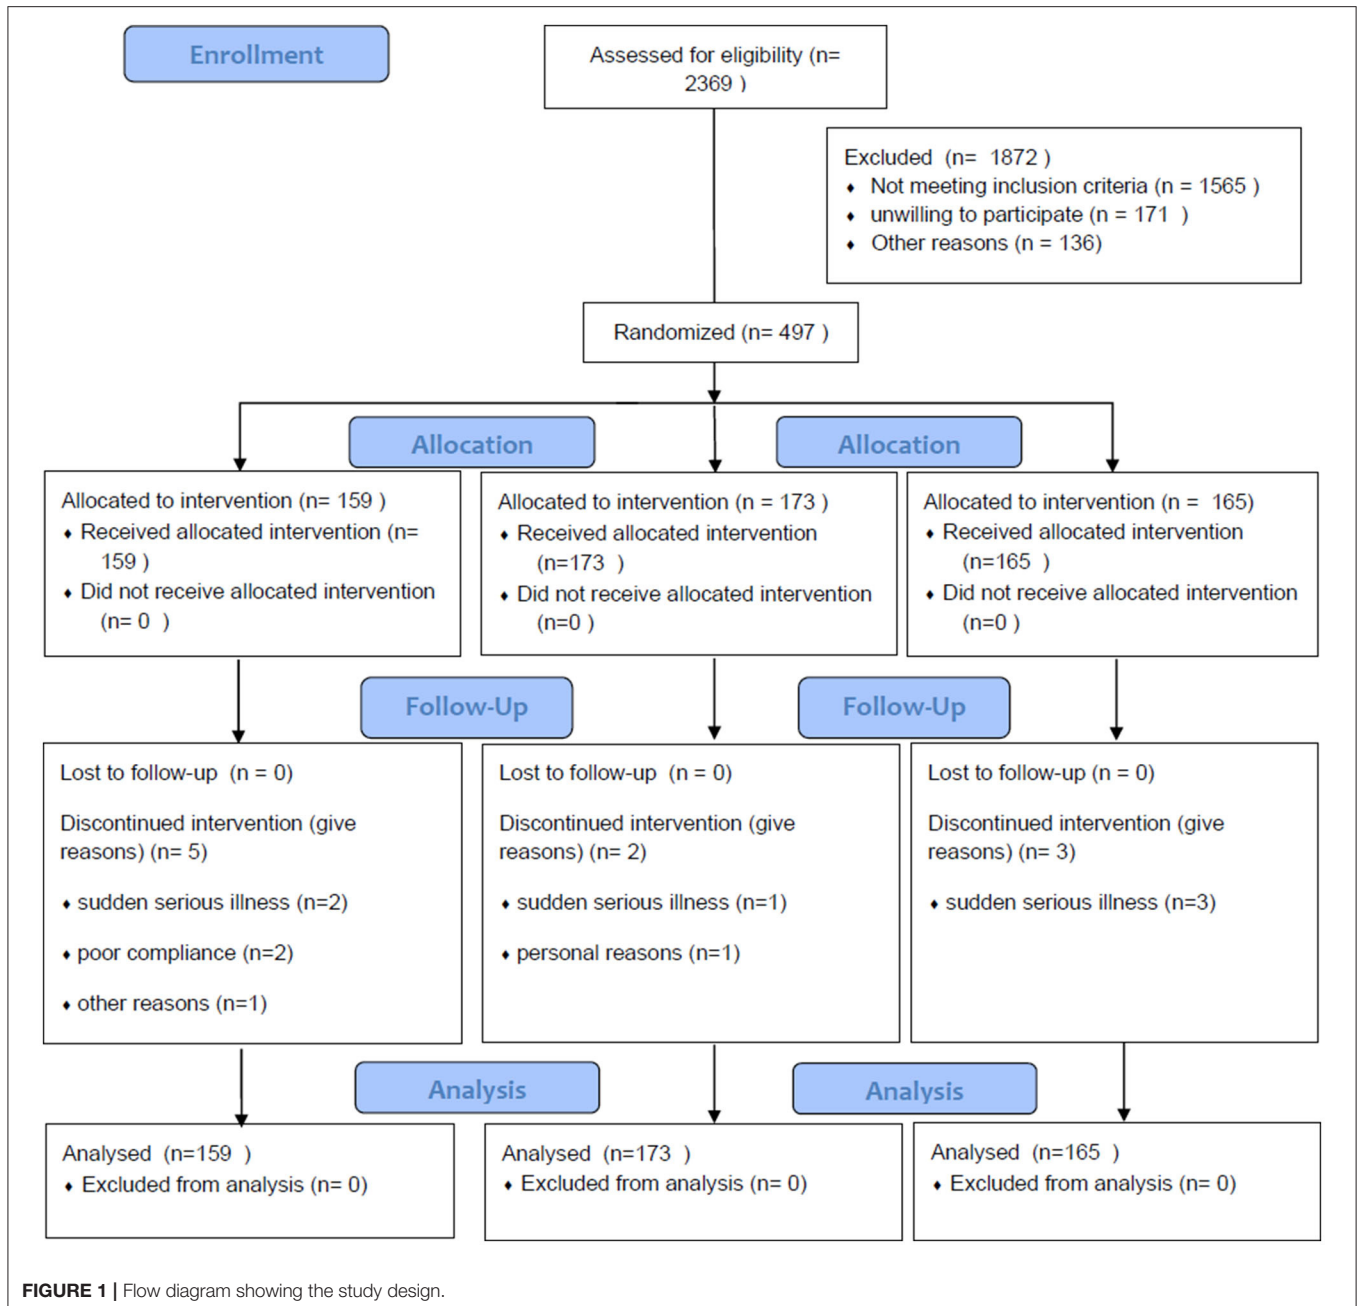 Enrollment
Assessed for eligibility (n=
2369 )
Excluded (n= 1872 )
♦ Not meeting inclusion criteria (n = 1565 )
♦ unwilling to participate (n = 171 )
♦ Other reasons (n = 136)
Randomized (n= 497 )
Allocation
Allocation
Allocated to intervention (n= 159 )
♦ Received allocated intervention (n=
159 )
♦ Did not receive allocated intervention
(n= 0 )
Allocated to intervention (n = 173 )
♦ Received allocated intervention
(n=173 )
♦ Did not receive allocated intervention
(n=0 )
Allocated to intervention (n = 165)
♦ Received allocated intervention
(n=165 )
♦ Did not receive allocated intervention
(n=0 )
Follow-Up
Follow-Up
Lost to follow-up (n = 0)
Discontinued intervention (give
reasons) (n= 5)
♦ sudden serious illness (n=2)
♦ poor compliance (n=2)
♦ other reasons (n=1)
Lost to follow-up (n = 0)
Discontinued intervention (give
reasons) (n= 2)
♦ sudden serious illness (n=1)
♦ personal reasons (n=1)
Lost to follow-up (n = 0)
Discontinued intervention (give
reasons) (n= 3)
♦ sudden serious illness (n=3)
Analysis
Analysis
Analysed (n=159 )
♦ Excluded from analysis (n= 0)
Analysed (n=173 )
♦ Excluded from analysis (n= 0)
Analysed (n=165 )
♦ Excluded from analysis (n= 0)
FIGURE 1 | Flow diagram showing the study design.